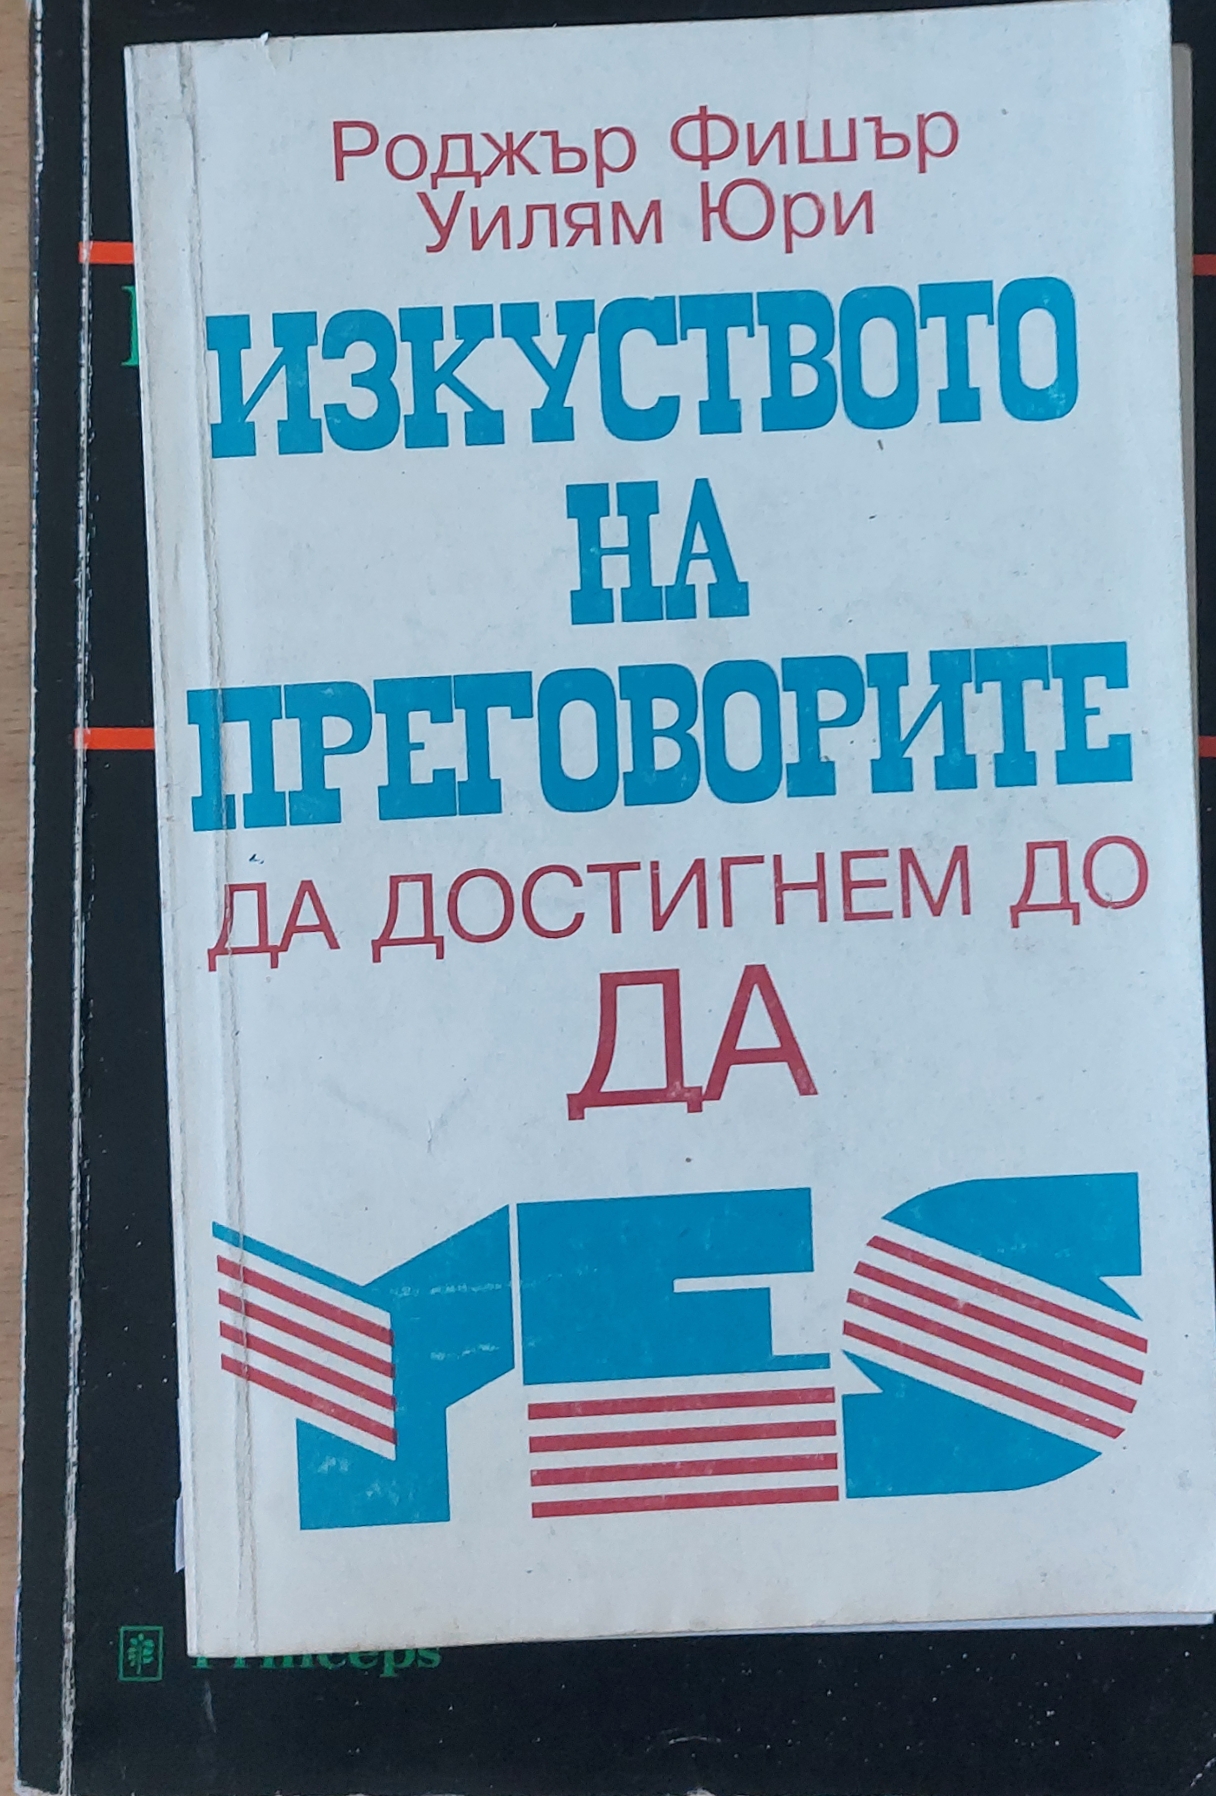 Роджър Фишър
Уилям Юри
ИЗКУСТВОТО
НА
ПРЕГОВОРИТЕ
ДА ДОСТИГНЕМ ДО
ДА
YES
Princeps